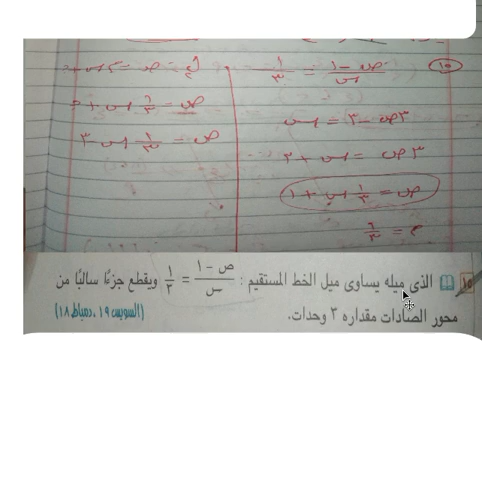 ١٥
(ص - ١)/س = ١/٣
٣ص - ٣ = س
٣ص = س + ٣
ص = ١/٣ س + ١
م = ١/٣
ص = ١/٣ س + ج
ص = ١/٣ س - ٣
١٥ الذى ميله يساوى ميل الخط المستقيم : (ص - ١)/س = ١/٣ ويقطع جزءًا سالبًا من
محور الصادات مقداره ٣ وحدات. (السويس ١٩ ، دمياط ١٨)